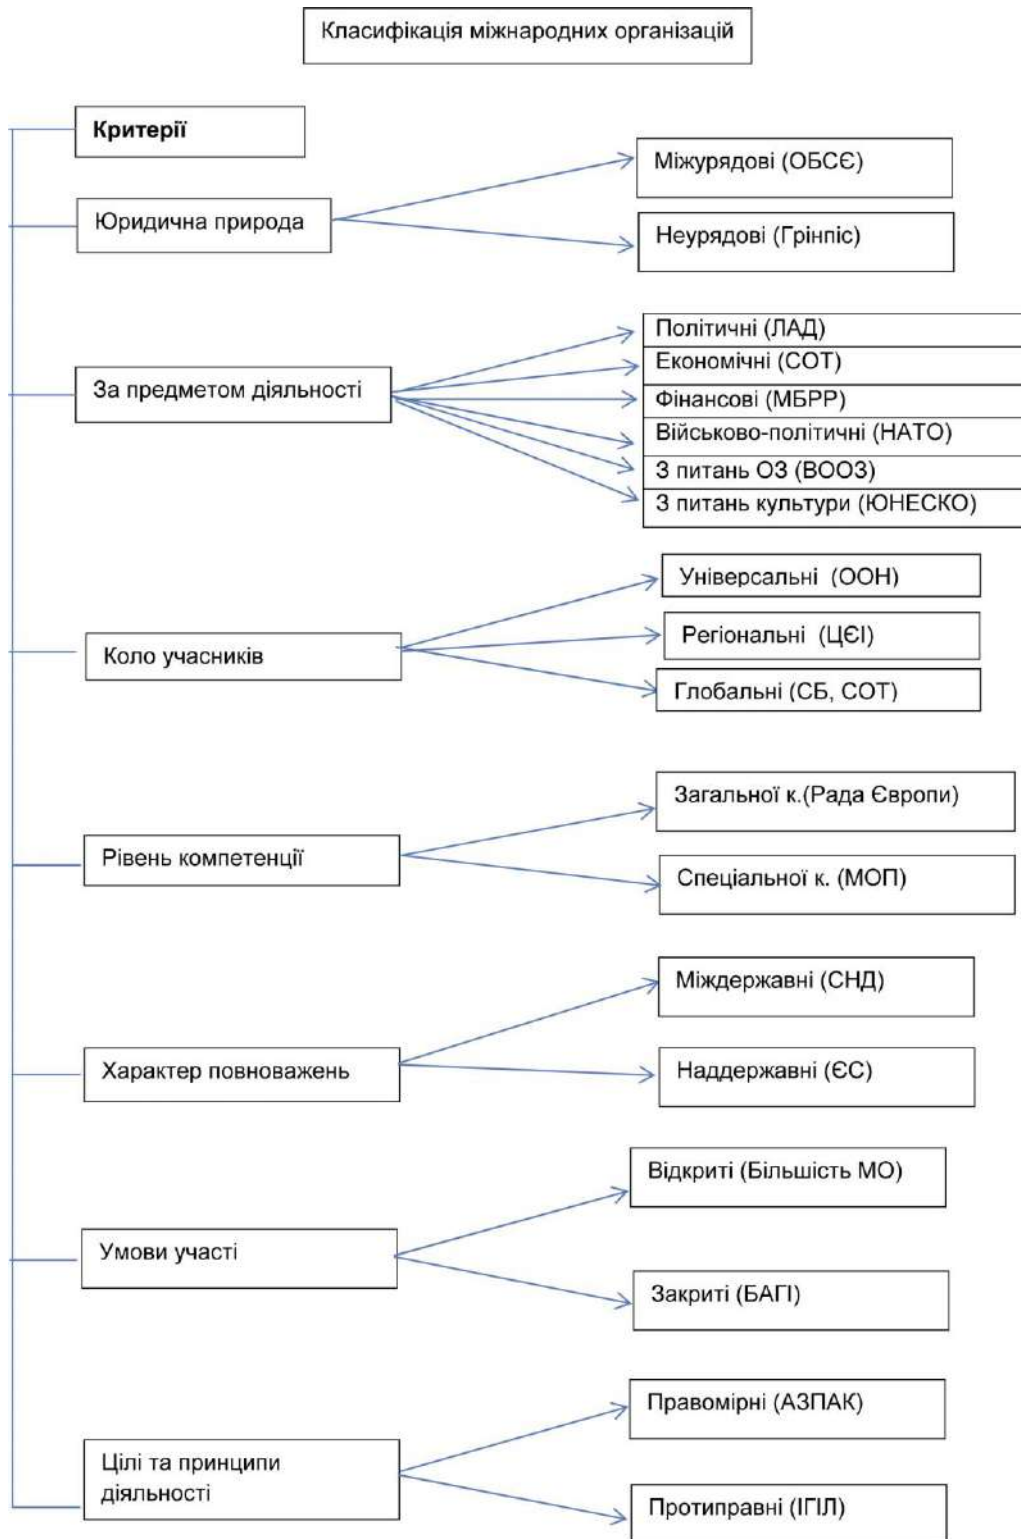 Класифікація міжнародних організацій
Критерії
Юридична природа
Міжурядові (ОБСЄ)
Неурядові (Грінпіс)
За предметом діяльності
Політичні (ЛАД)
Економічні (СОТ)
Фінансові (МБРР)
Військово-політичні (НАТО)
З питань ОЗ (ВООЗ)
З питань культури (ЮНЕСКО)
Коло учасників
Універсальні (ООН)
Регіональні (ЦЄІ)
Глобальні (СБ, СОТ)
Рівень компетенції
Загальної к.(Рада Європи)
Спеціальної к. (МОП)
Характер повноважень
Міждержавні (СНД)
Наддержавні (ЄС)
Умови участі
Відкриті (Більшість МО)
Закриті (БАГІ)
Цілі та принципи
діяльності
Правомірні (АЗПАК)
Протиправні (ІГІЛ)